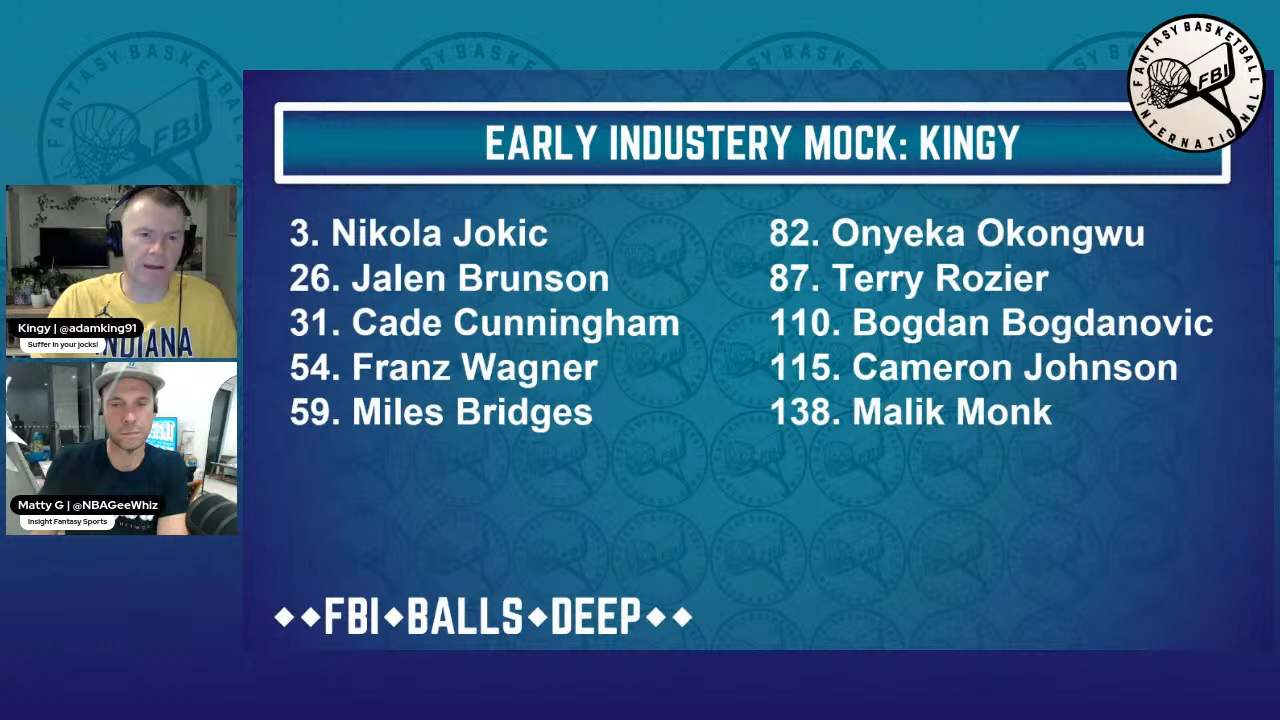 FANTASY BASKETBALL
INTERNATIONAL
FBI
EARLY INDUSTERY MOCK: KINGY
3. Nikola Jokic
26. Jalen Brunson
31. Cade Cunningham
54. Franz Wagner
59. Miles Bridges
82. Onyeka Okongwu
87. Terry Rozier
110. Bogdan Bogdanovic
115. Cameron Johnson
138. Malik Monk
INDIANA
Kingy | @adamking91
Suffer in your jocks!
Matty G | @NBAGeeWhiz
Insight Fantasy Sports
◆◆FBI◆BALLS◆DEEP◆◆